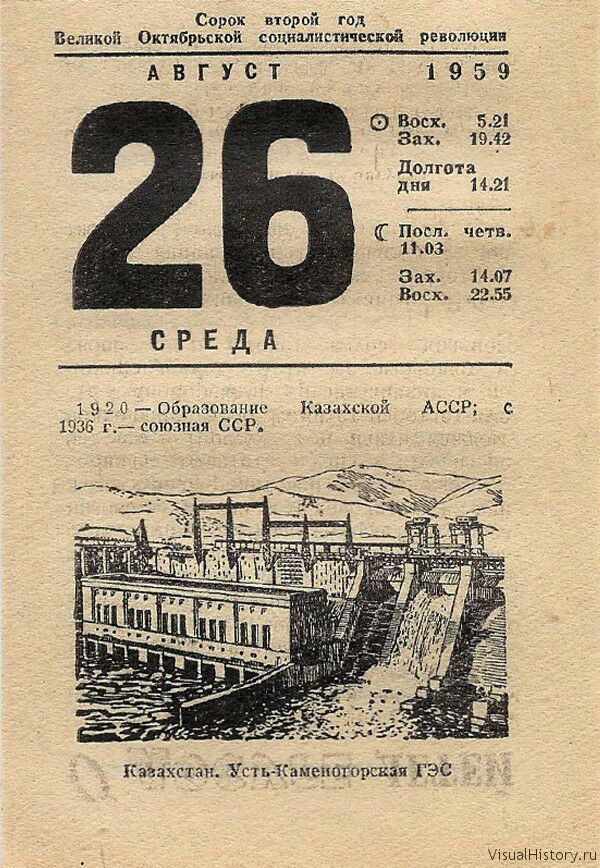 Сорок второй год
Великой Октябрьской социалистической революции
АВГУСТ 1959
26
Восх. 5.21
Зах. 19.42
Долгота
дня 14.21
Посл. четв.
11.03
Зах. 14.07
Восх. 22.55
СРЕДА
1920 — Образование Казахской АССР; с
1936 г.— союзная ССР.
Казахстан. Усть-Каменогорская ГЭС
VisualHistory.ru